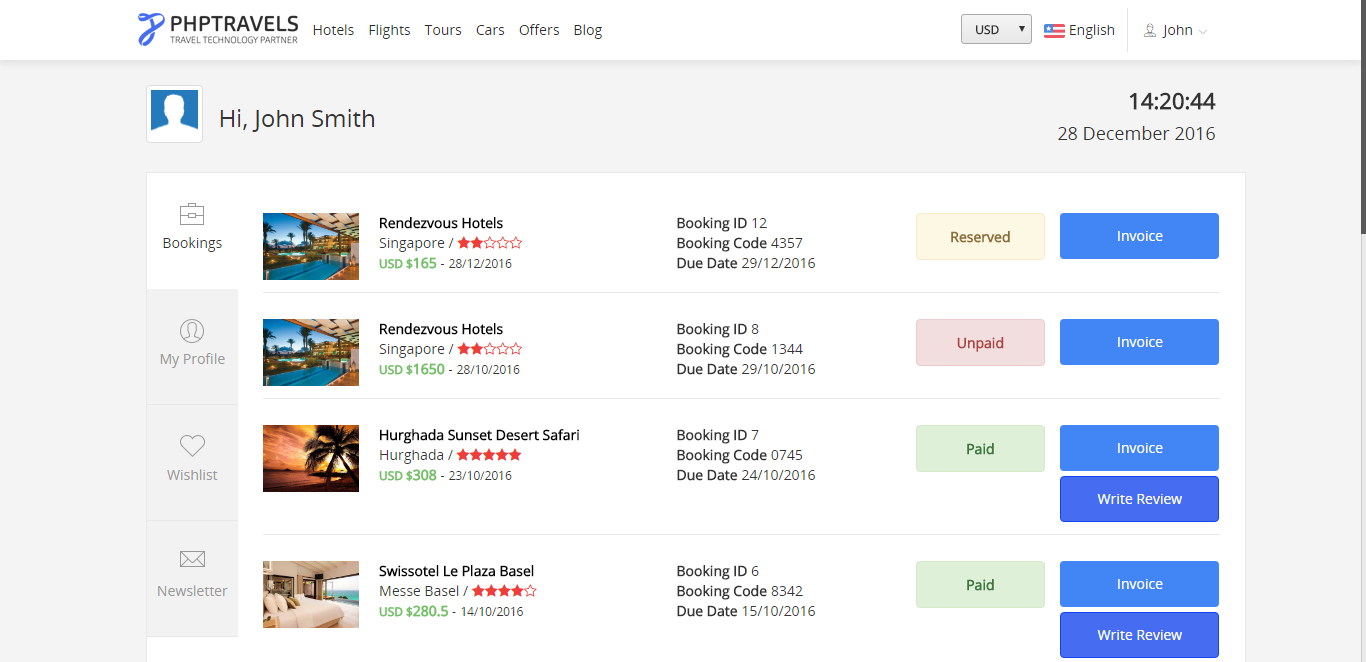 PHPTRAVELS
TRAVEL TECHNOLOGY PARTNER
Hotels Flights Tours Cars Offers Blog
USD
English
John
Hi, John Smith
14:20:44
28 December 2016
Bookings
My Profile
Wishlist
Newsletter
Rendezvous Hotels
Singapore /
USD $165 - 28/12/2016
Booking ID 12
Booking Code 4357
Due Date 29/12/2016
Reserved
Invoice
Rendezvous Hotels
Singapore /
USD $1650 - 28/10/2016
Booking ID 8
Booking Code 1344
Due Date 29/10/2016
Unpaid
Invoice
Hurghada Sunset Desert Safari
Hurghada /
USD $308 - 23/10/2016
Booking ID 7
Booking Code 0745
Due Date 24/10/2016
Paid
Invoice
Write Review
Swissotel Le Plaza Basel
Messe Basel /
USD $280.5 - 14/10/2016
Booking ID 6
Booking Code 8342
Due Date 15/10/2016
Paid
Invoice
Write Review